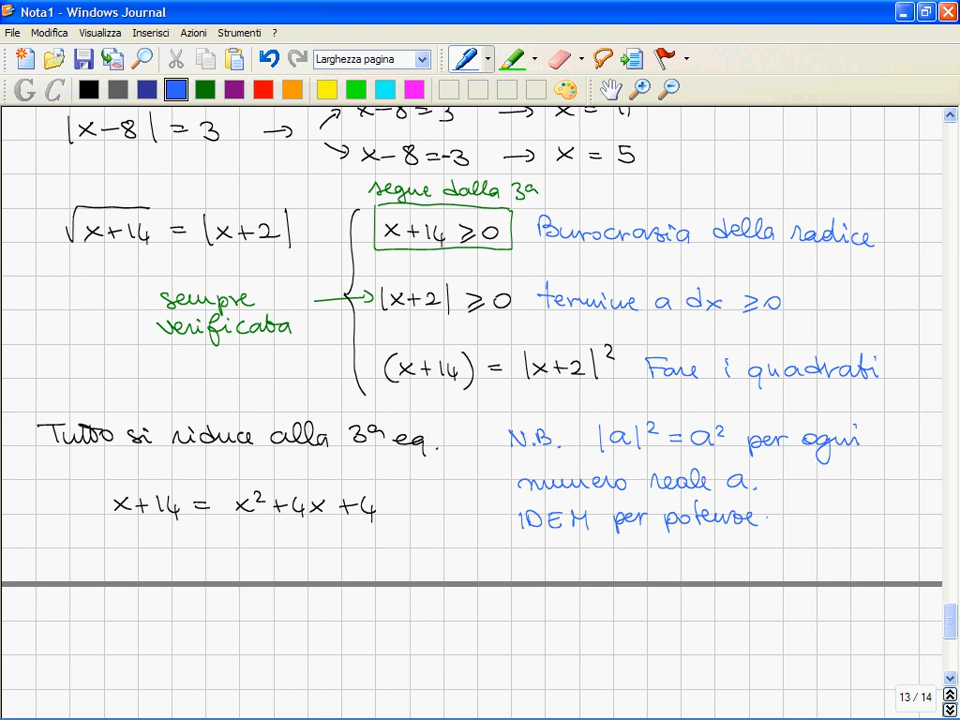 Nota1 - Windows Journal
File Modifica Visualizza Inserisci Azioni Strumenti ?
Larghezza pagina
G C
x-8=3 → x = 11
|x-8| = 3 →
x-8=-3 → x = 5
segue dalla 3ª
√x+14 = |x+2| x+14 ⩾ 0 Burocrazia della radice
sempre verificata → |x+2| ⩾ 0 termine a dx ⩾ 0
(x+14) = |x+2|² Fare i quadrati
Tutto si riduce alla 3ª eq. N.B. |a|² = a² per ogni
numero reale a.
x+14 = x²+4x+4
IDEM per potenze
13 / 14